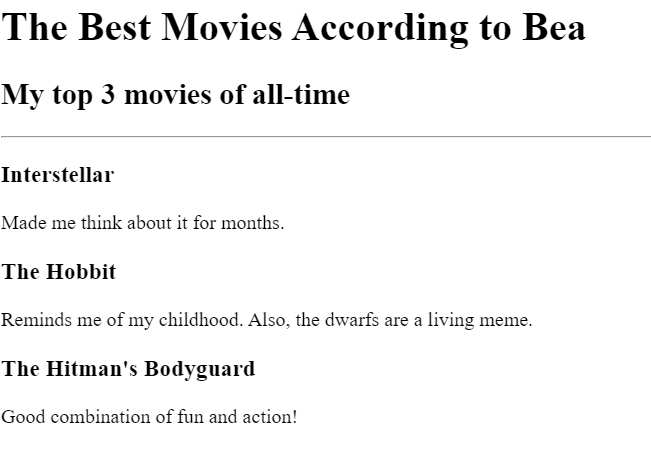 The Best Movies According to Bea
My top 3 movies of all-time
Interstellar
Made me think about it for months.
The Hobbit
Reminds me of my childhood. Also, the dwarfs are a living meme.
The Hitman's Bodyguard
Good combination of fun and action!